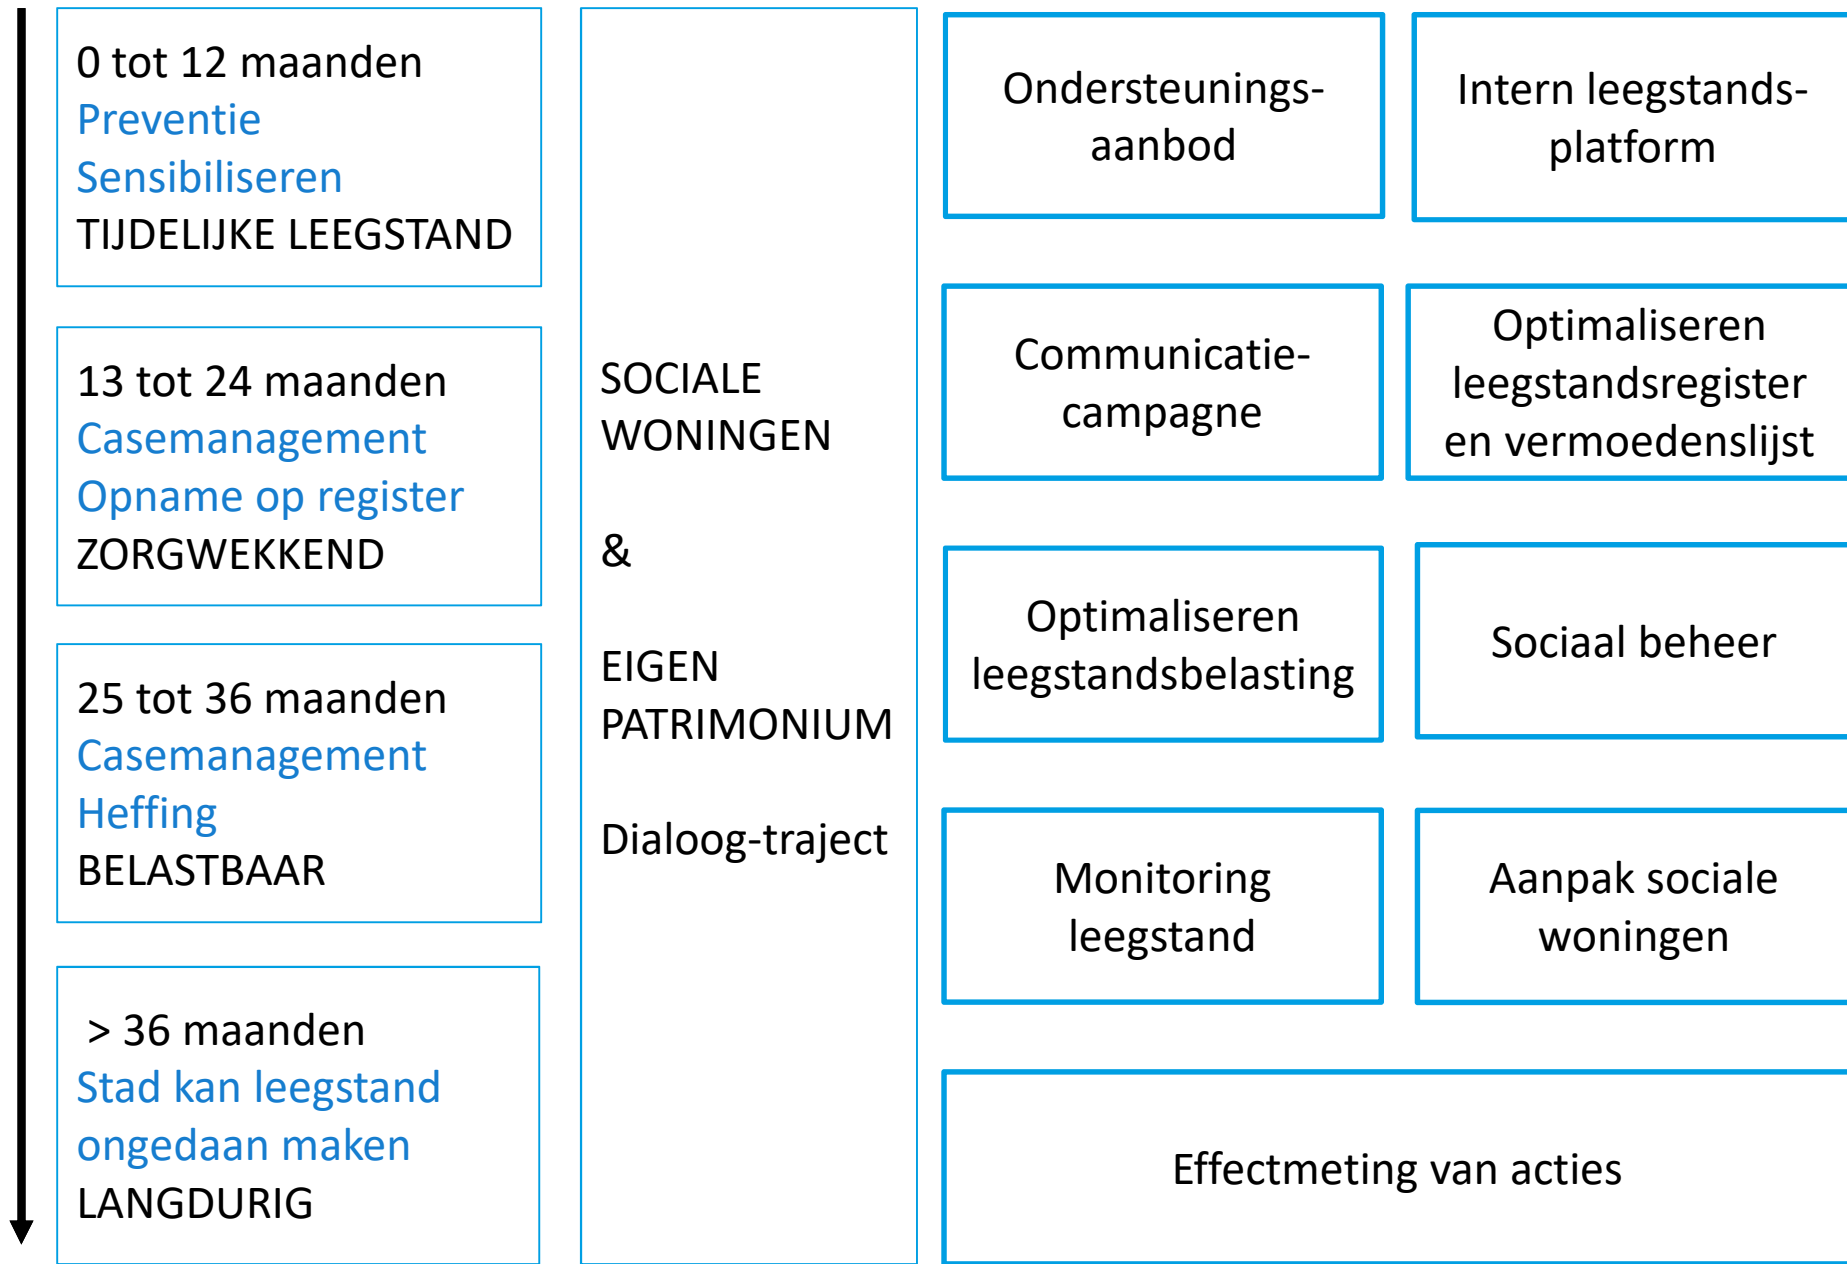 0 tot 12 maanden
Preventie
Sensibiliseren
TIJDELIJKE LEEGSTAND
13 tot 24 maanden
Casemanagement
Opname op register
ZORGWEKKEND
25 tot 36 maanden
Casemanagement
Heffing
BELASTBAAR
> 36 maanden
Stad kan leegstand
ongedaan maken
LANGDURIG
SOCIALE
WONINGEN
&
EIGEN
PATRIMONIUM
Dialoog-traject
Ondersteunings-
aanbod
Intern leegstands-
platform
Communicatie-
campagne
Optimaliseren
leegstandsregister
en vermoedenslijst
Optimaliseren
leegstandsbelasting
Sociaal beheer
Monitoring
leegstand
Aanpak sociale
woningen
Effectmeting van acties